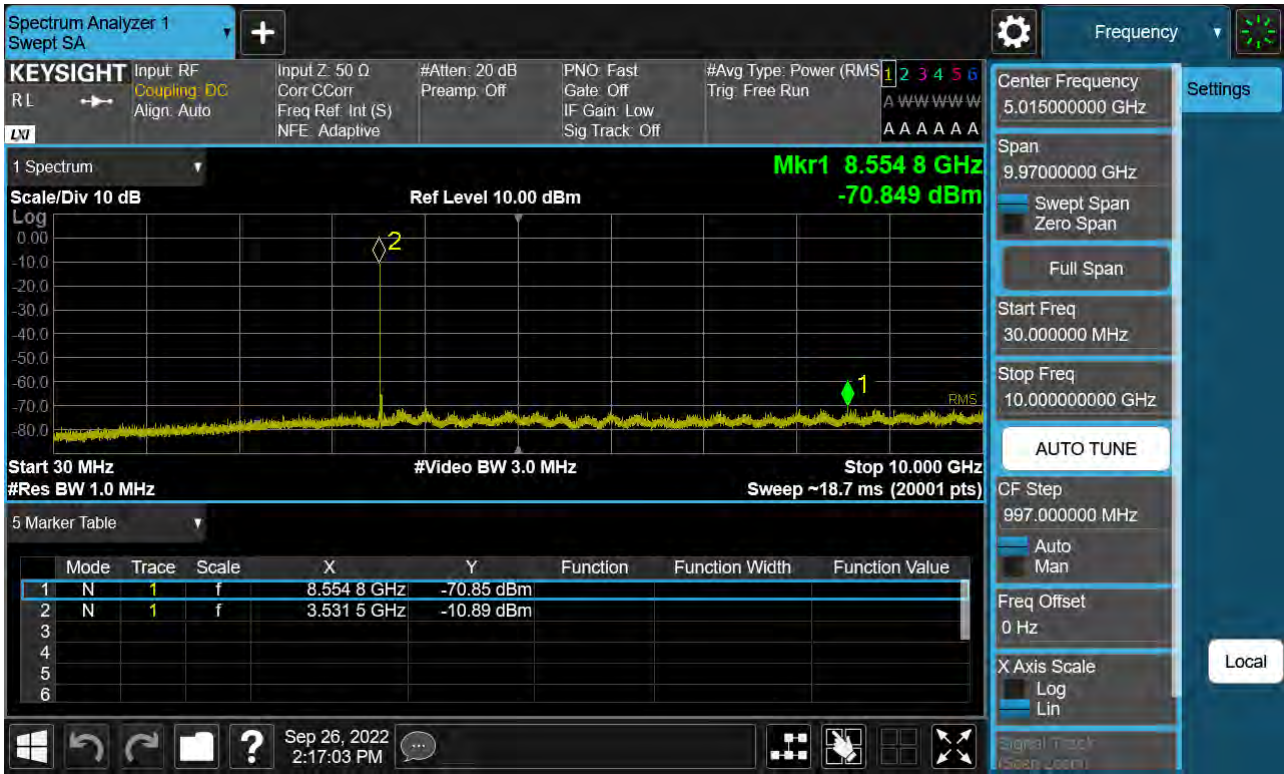 Spectrum Analyzer 1
Swept SA
+
Frequency
KEYSIGHT
RL
LXI
Input: RF
Coupling: DC
Align: Auto
Input Z: 50 Ω
Corr CCorr
Freq Ref: Int (S)
NFE: Adaptive
#Atten: 20 dB
Preamp: Off
PNO: Fast
Gate: Off
IF Gain: Low
Sig Track: Off
#Avg Type: Power (RMS
Trig: Free Run
1 2 3 4 5 6
A W W W W W
A A A A A A
1 Spectrum
Scale/Div 10 dB
Ref Level 10.00 dBm
Mkr1 8.554 8 GHz
-70.849 dBm
Log
0.00
-10.0
-20.0
-30.0
-40.0
-50.0
-60.0
-70.0
-80.0
2
1
RMS
Start 30 MHz
#Video BW 3.0 MHz
Stop 10.000 GHz
#Res BW 1.0 MHz
Sweep ~18.7 ms (20001 pts)
5 Marker Table
Mode Trace Scale X Y Function Function Width Function Value
1 N 1 f 8.554 8 GHz -70.85 dBm
2 N 1 f 3.531 5 GHz -10.89 dBm
3
4
5
6
Sep 26, 2022
2:17:03 PM
Center Frequency
5.015000000 GHz
Settings
Span
9.97000000 GHz
Swept Span
Zero Span
Full Span
Start Freq
30.000000 MHz
Stop Freq
10.000000000 GHz
AUTO TUNE
CF Step
997.000000 MHz
Auto
Man
Freq Offset
0 Hz
X Axis Scale
Log
Lin
Local
Signal Track
(Span Zoom)